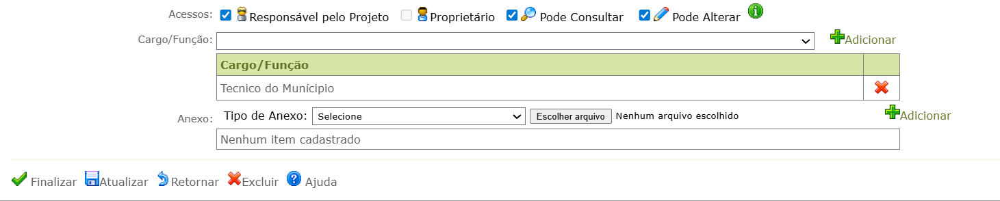 Acessos: Responsável pelo Projeto Proprietário Pode Consultar Pode Alterar
Cargo/Função: Adicionar
Cargo/Função
Tecnico do Munícipio
Anexo: Tipo de Anexo: Selecione Escolher arquivo Nenhum arquivo escolhido Adicionar
Nenhum item cadastrado
Finalizar Atualizar Retornar Excluir ? Ajuda